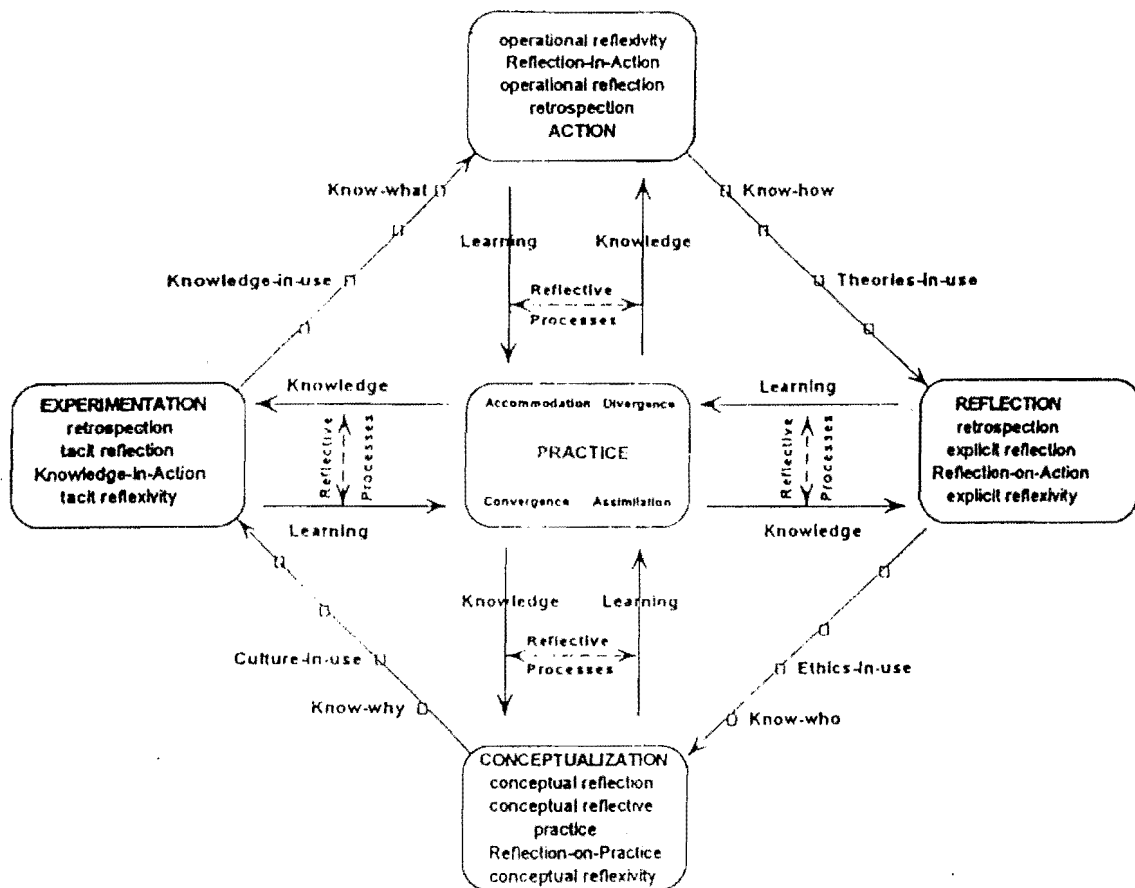 operational reflexivity
Reflection-in-Action
operational reflection
retrospection
ACTION
Know-what
Know-how
Learning
Knowledge
Knowledge-in-use
Reflective
Processes
Theories-in-use
EXPERIMENTATION
retrospection
tacit reflection
Knowledge-in-Action
tacit reflexivity
Knowledge
Reflective
Processes
Learning
Accommodation Divergence
PRACTICE
Convergence Assimilation
Learning
Reflective
Processes
Knowledge
REFLECTION
retrospection
explicit reflection
Reflection-on-Action
explicit reflexivity
Knowledge
Learning
Reflective
Processes
Culture-in-use
Know-why
Ethics-in-use
Know-who
CONCEPTUALIZATION
conceptual reflection
conceptual reflective
practice
Reflection-on-Practice
conceptual reflexivity